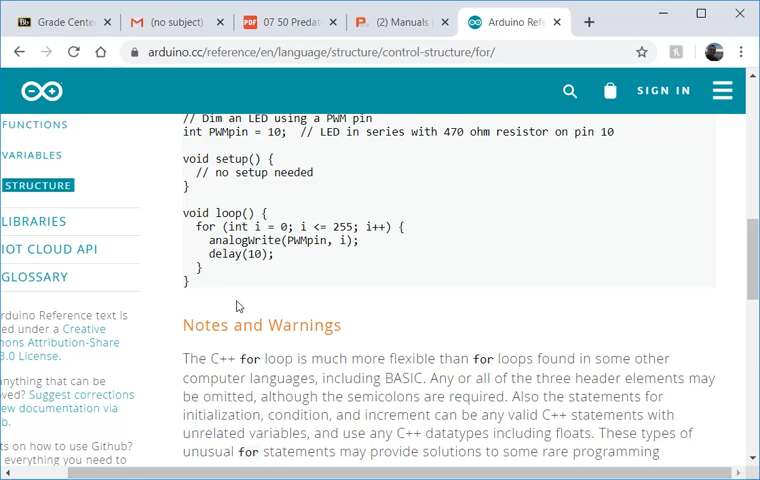 Grade Center
(no subject)
07 50 Predat
(2) Manuals |
Arduino Refe
arduino.cc/reference/en/language/structure/control-structure/for/
SIGN IN
FUNCTIONS
VARIABLES
STRUCTURE
LIBRARIES
IOT CLOUD API
GLOSSARY
rduino Reference text is
ed under a Creative
mons Attribution-Share
3.0 License.
anything that can be
oved? Suggest corrections
ew documentation via
b.
ts on how to use Github?
everything you need to
// Dim an LED using a PWM pin
int PWMpin = 10;  // LED in series with 470 ohm resistor on pin 10
void setup() {
// no setup needed
}
void loop() {
for (int i = 0; i <= 255; i++) {
analogWrite(PWMpin, i);
delay(10);
}
}
Notes and Warnings
The C++ for loop is much more flexible than for loops found in some other
computer languages, including BASIC. Any or all of the three header elements may
be omitted, although the semicolons are required. Also the statements for
initialization, condition, and increment can be any valid C++ statements with
unrelated variables, and use any C++ datatypes including floats. These types of
unusual for statements may provide solutions to some rare programming